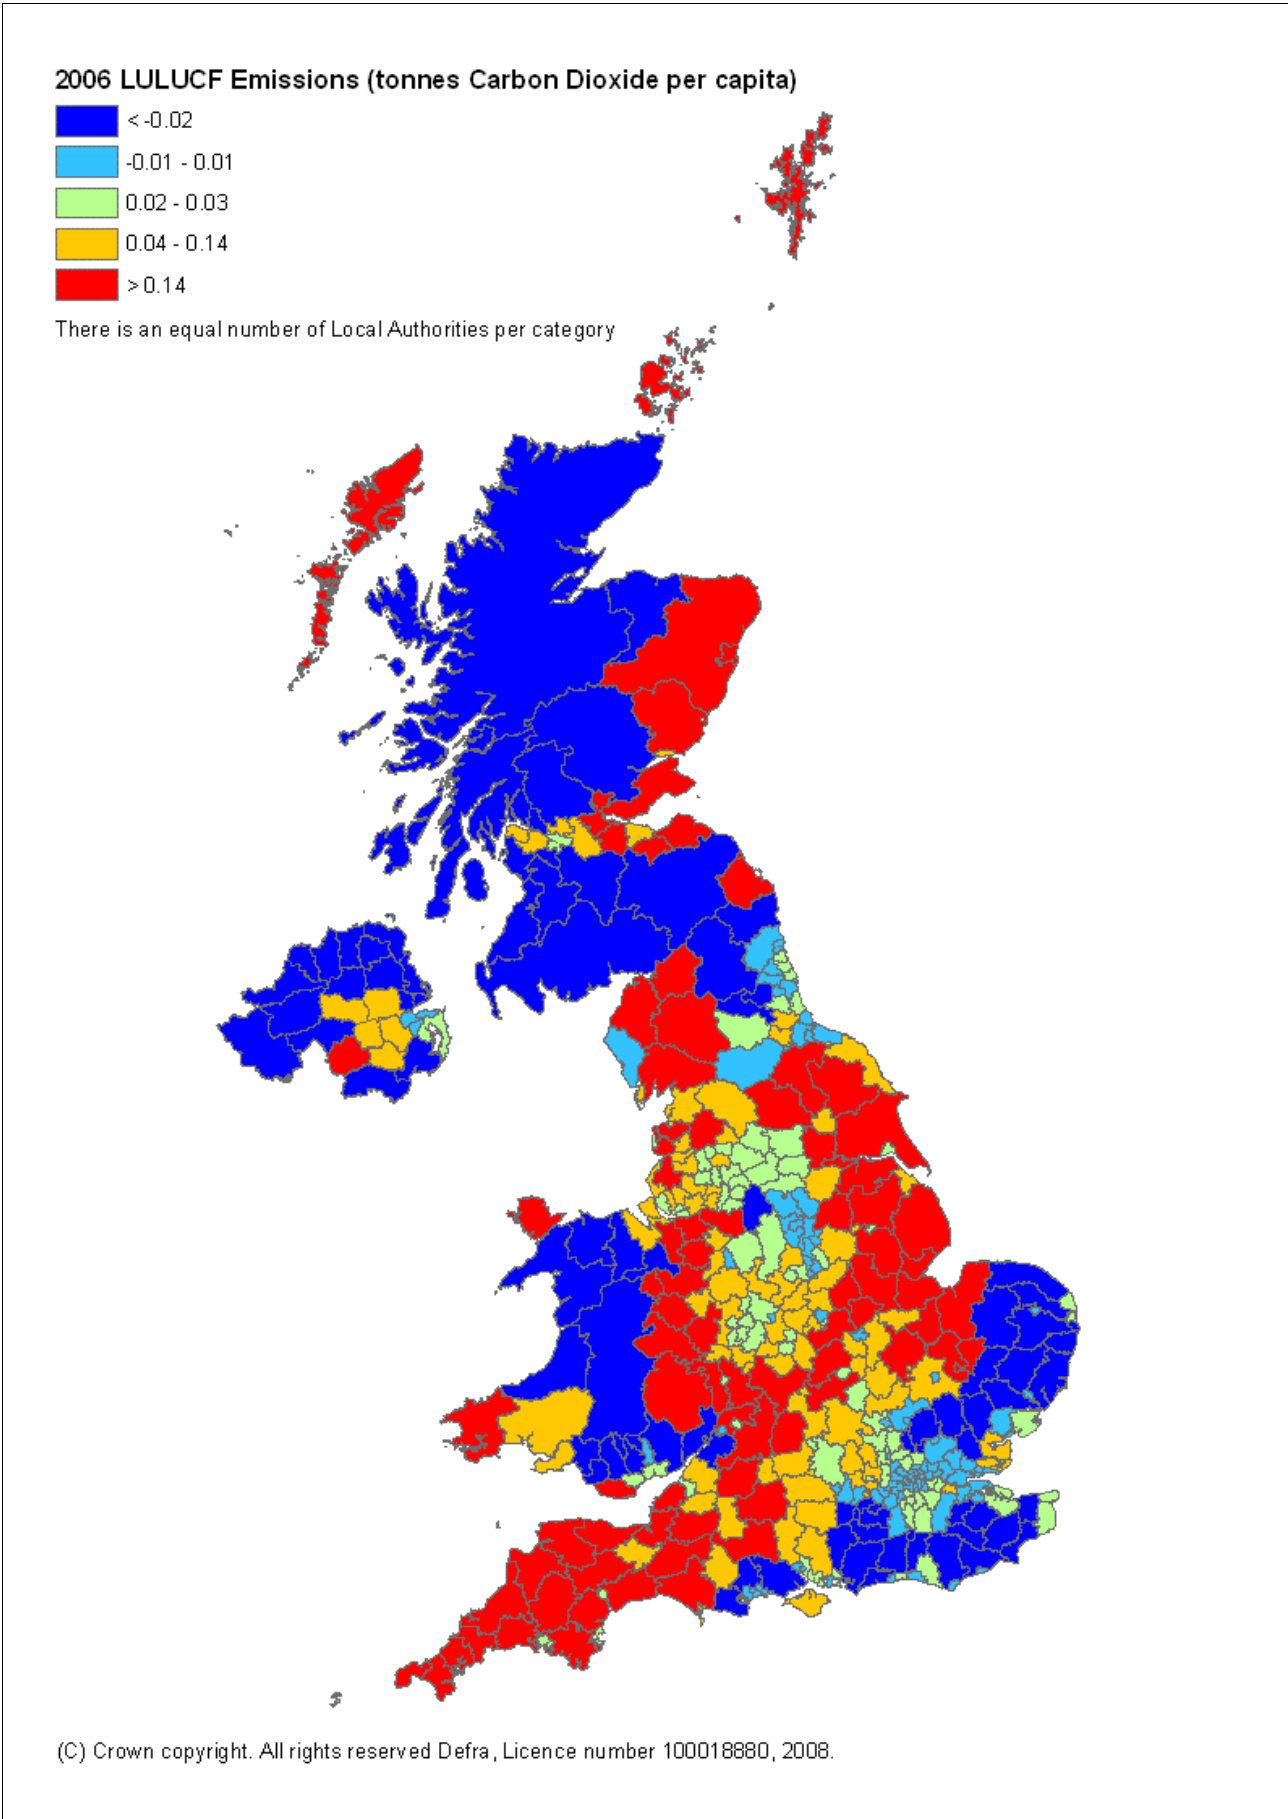 2006 LULUCF Emissions (tonnes Carbon Dioxide per capita)
< -0.02
-0.01 - 0.01
0.02 - 0.03
0.04 - 0.14
> 0.14
There is an equal number of Local Authorities per category
(C) Crown copyright. All rights reserved Defra, Licence number 100018880, 2008.